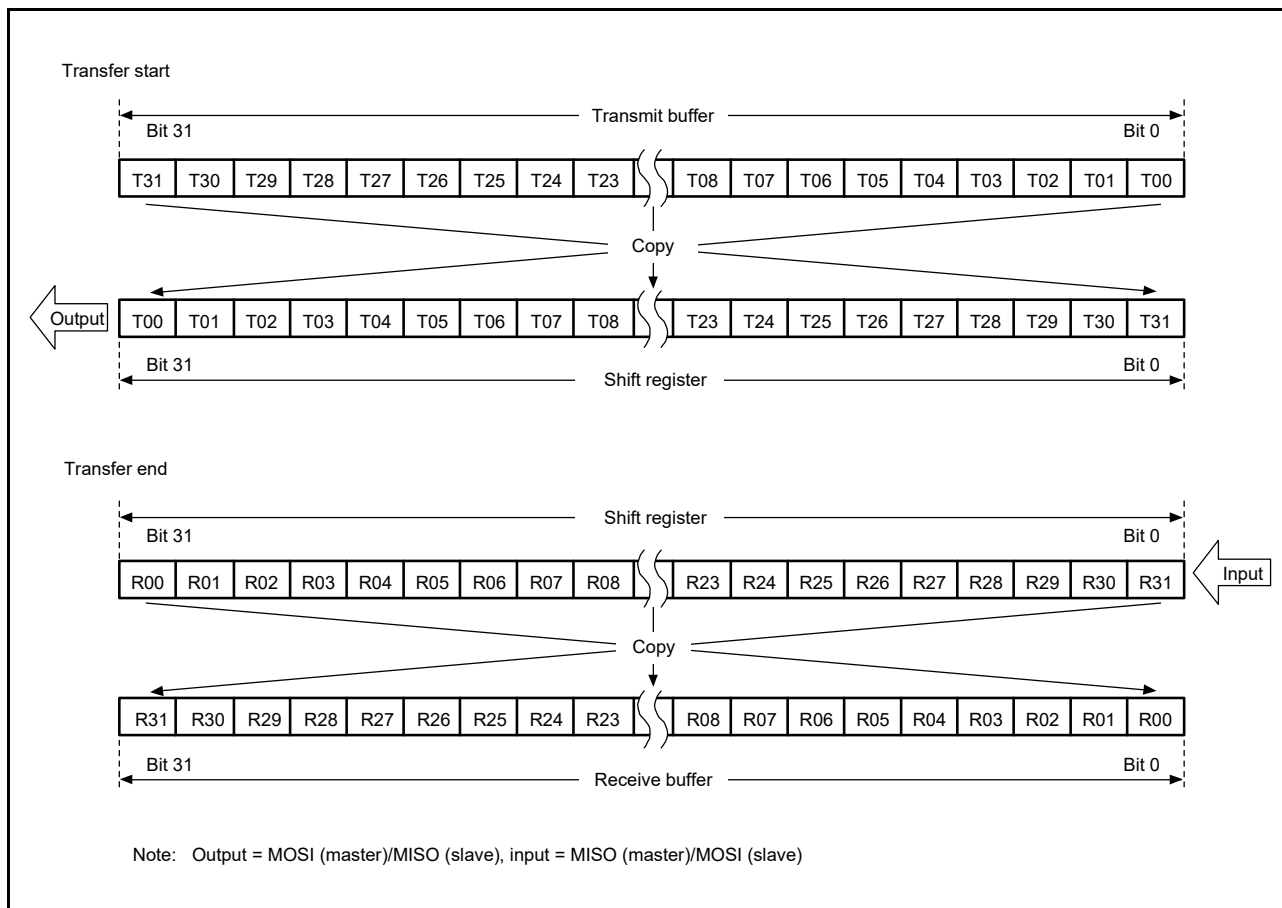 Transfer start
Transmit buffer
Bit 31 Bit 0
T31 T30 T29 T28 T27 T26 T25 T24 T23 T08 T07 T06 T05 T04 T03 T02 T01 T00
Copy
Output T00 T01 T02 T03 T04 T05 T06 T07 T08 T23 T24 T25 T26 T27 T28 T29 T30 T31
Bit 31 Bit 0
Shift register
Transfer end
Shift register
Bit 31 Bit 0
R00 R01 R02 R03 R04 R05 R06 R07 R08 R23 R24 R25 R26 R27 R28 R29 R30 R31 Input
Copy
R31 R30 R29 R28 R27 R26 R25 R24 R23 R08 R07 R06 R05 R04 R03 R02 R01 R00
Bit 31 Bit 0
Receive buffer
Note: Output = MOSI (master)/MISO (slave), input = MISO (master)/MOSI (slave)